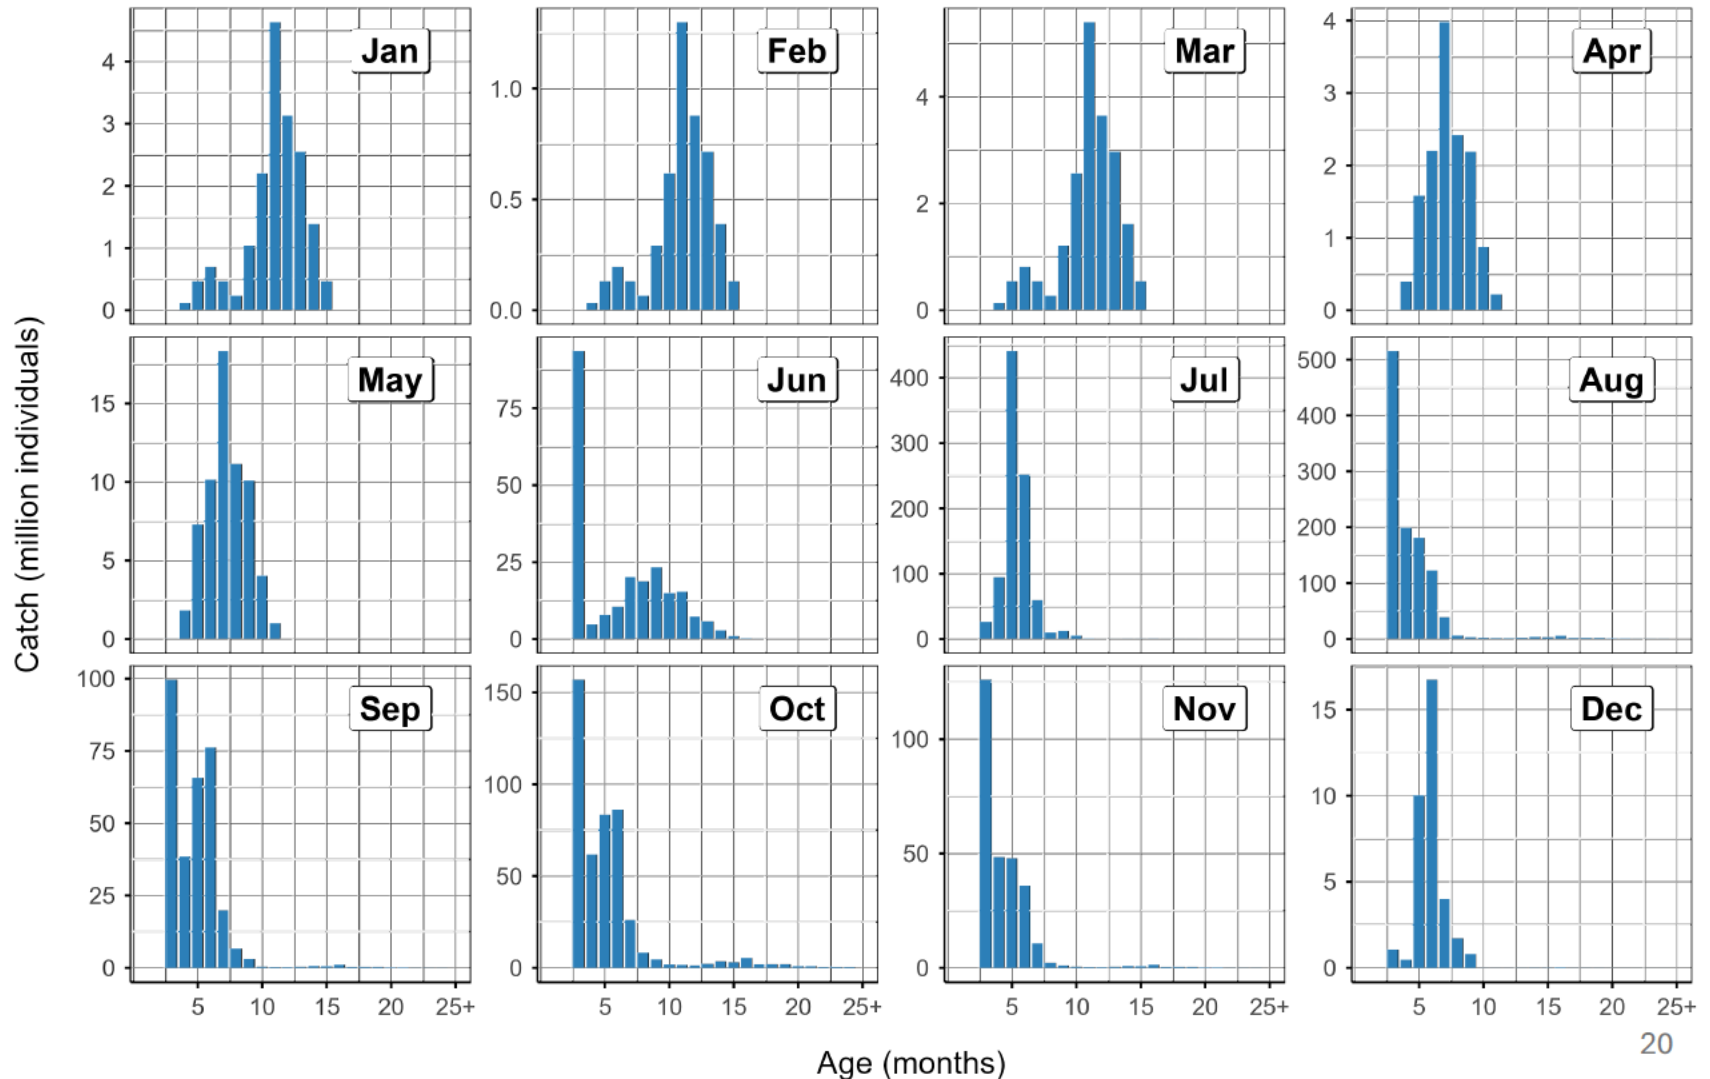 Jan
Feb
Mar
Apr
4
3
2
1
0
1.0
0.5
0.0
4
2
0
4
3
2
1
0
May
Jun
Jul
Aug
15
10
5
0
75
50
25
0
400
300
200
100
0
500
400
300
200
100
0
Sep
Oct
Nov
Dec
100
75
50
25
0
150
100
50
0
100
50
0
15
10
5
0
5 10 15 20 25+
5 10 15 20 25+
5 10 15 20 25+
5 10 15 20 25+
Catch (million individuals)
Age (months)
20